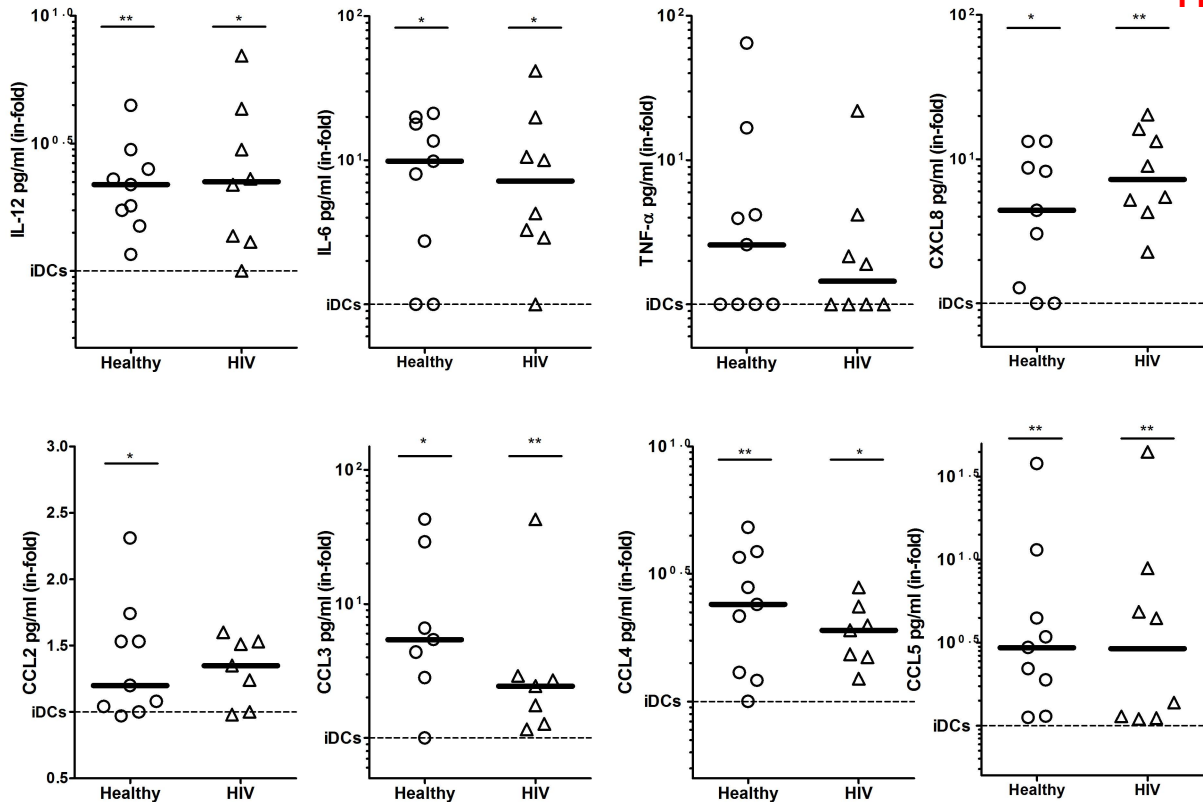 IL-12 pg/ml (in-fold)
10^1.0
10^0.5
iDCs
** *
Healthy HIV
IL-6 pg/ml (in-fold)
10^2
10^1
iDCs
* *
Healthy HIV
TNF-α pg/ml (in-fold)
10^2
10^1
iDCs
Healthy HIV
CXCL8 pg/ml (in-fold)
10^2
10^1
iDCs
* **
Healthy HIV
CCL2 pg/ml (in-fold)
3.0
2.5
2.0
1.5
iDCs
0.5
*
Healthy HIV
CCL3 pg/ml (in-fold)
10^2
10^1
iDCs
* **
Healthy HIV
CCL4 pg/ml (in-fold)
10^1.0
10^0.5
iDCs
** *
Healthy HIV
CCL5 pg/ml (in-fold)
10^1.5
10^1.0
10^0.5
iDCs
** **
Healthy HIV